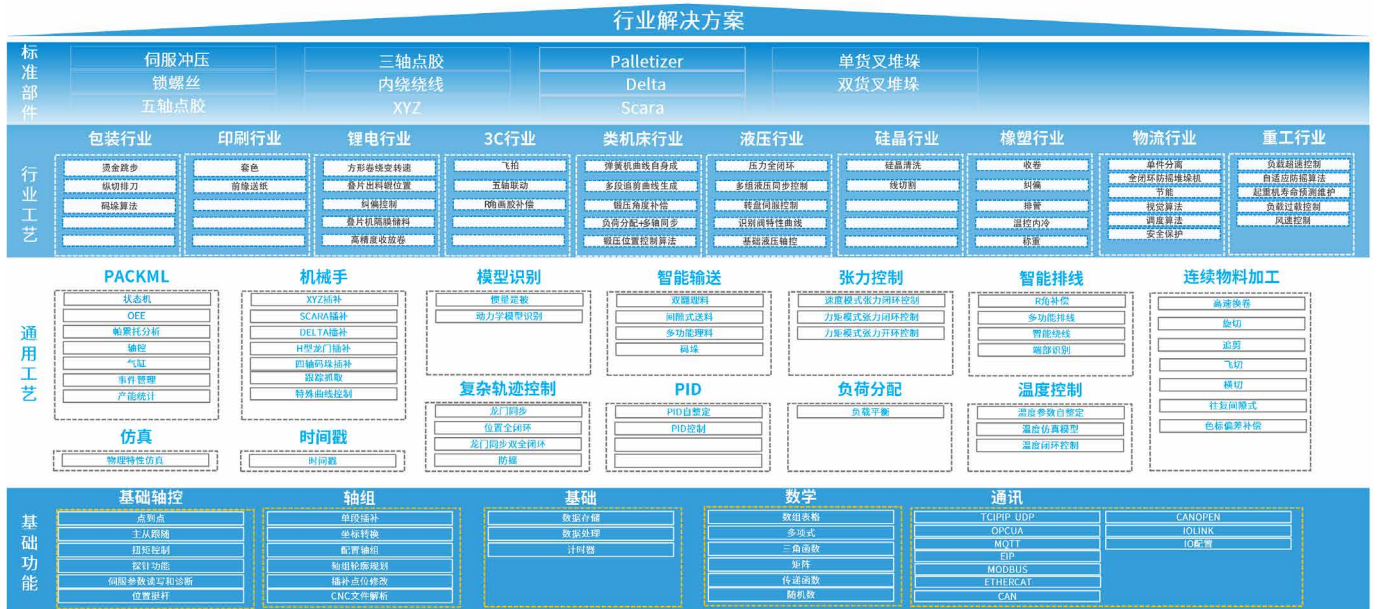 行业解决方案
标准部件
伺服冲压
三轴点胶
Palletizer
单货叉堆垛
锁螺丝
内绕绕线
Delta
双货叉堆垛
五轴点胶
XYZ
Scara
行业工艺
包装行业
烫金跳步
纵切排刀
码垛算法
印刷行业
套色
前缘送纸
锂电行业
方形卷绕变转速
叠片出料辊位置
纠偏控制
叠片机隔膜储料
高精度收放卷
3C行业
飞拍
五轴联动
R角画胶补偿
类机床行业
弹簧机曲线自身成
多段追剪曲线生成
锻压角度补偿
负荷分配+多轴同步
锻压位置控制算法
液压行业
压力全闭环
多组液压同步控制
转盘伺服控制
识别阀特性曲线
基础液压轴控
硅晶行业
硅晶清洗
线切割
橡塑行业
收卷
纠偏
排管
温控内冷
称重
物流行业
单件分离
全闭环防摇堆垛机
节能
视觉算法
调度算法
安全保护
重工行业
负载超速控制
自适应防摇算法
起重机寿命预测维护
负载过载控制
风速控制
通用工艺
PACKML
状态机
OEE
帕累托分析
轴控
气缸
事件管理
产能统计
机械手
XYZ插补
SCARA插补
DELTA插补
H型龙门插补
四轴码垛插补
跟踪抓取
特殊曲线控制
模型识别
惯量定被
动力学模型识别
智能输送
双翻理料
间隙式送料
多功能理料
码垛
张力控制
速度模式张力闭环控制
力矩模式张力闭环控制
力矩模式张力开环控制
智能排线
R角补偿
多功能排线
智能绕线
端部识别
连续物料加工
高速换卷
旋切
追剪
飞切
横切
往复间隙式
色标偏差补偿
仿真
物理特性仿真
时间戳
时间戳
复杂轨迹控制
龙门同步
位置全闭环
龙门同步双全闭环
防摇
PID
PID自整定
PID控制
负荷分配
负载平衡
温度控制
温度参数自整定
温度仿真模型
温度闭环控制
基础功能
基础轴控
点到点
主从跟随
扭矩控制
探针功能
伺服参数读写和诊断
位置挺杆
轴组
单段插补
坐标转换
配置轴组
轴组轮廓规划
插补点位修改
CNC文件解析
基础
数据存储
数据处理
计时器
数学
数组表格
多项式
三角函数
矩阵
传递函数
随机数
通讯
TCIPIP UDP
OPCUA
MQTT
EIP
MODBUS
ETHERCAT
CAN
CANOPEN
IOLINK
IO配置